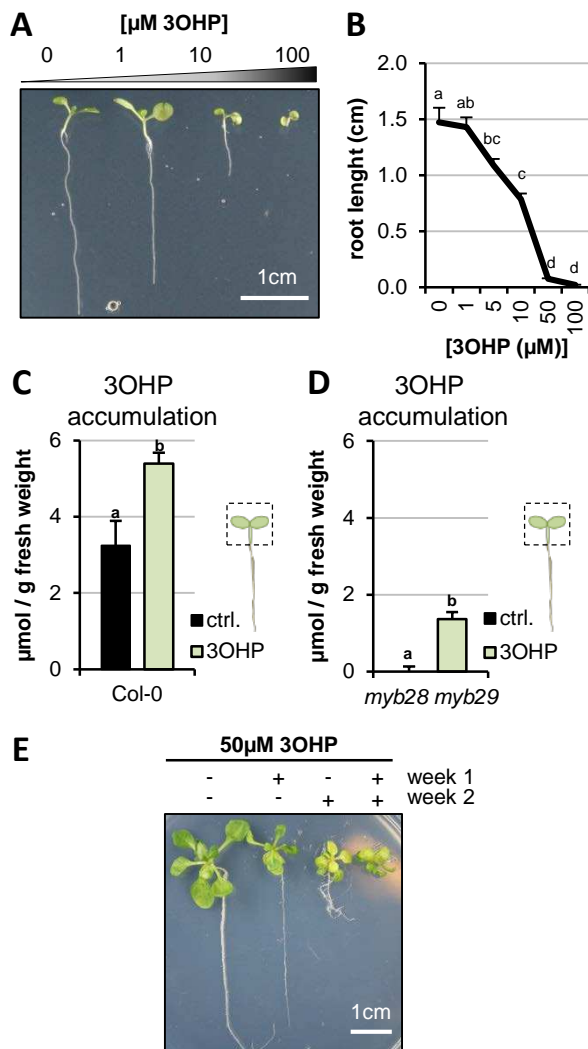 A
[µM 3OHP]
0 1 10 100
1cm
B
root lenght (cm)
2.0
1.5
1.0
0.5
0.0
a
ab
bc
c
d d
0 1 5 10 50 100
[3OHP (µM)]
C
3OHP
accumulation
µmol / g fresh weight
6
4
2
0
a
b
ctrl.
3OHP
Col-0
D
3OHP
accumulation
µmol / g fresh weight
6
4
2
0
a
b
ctrl.
3OHP
myb28 myb29
E
50µM 3OHP
- + - + week 1
- - + + week 2
1cm